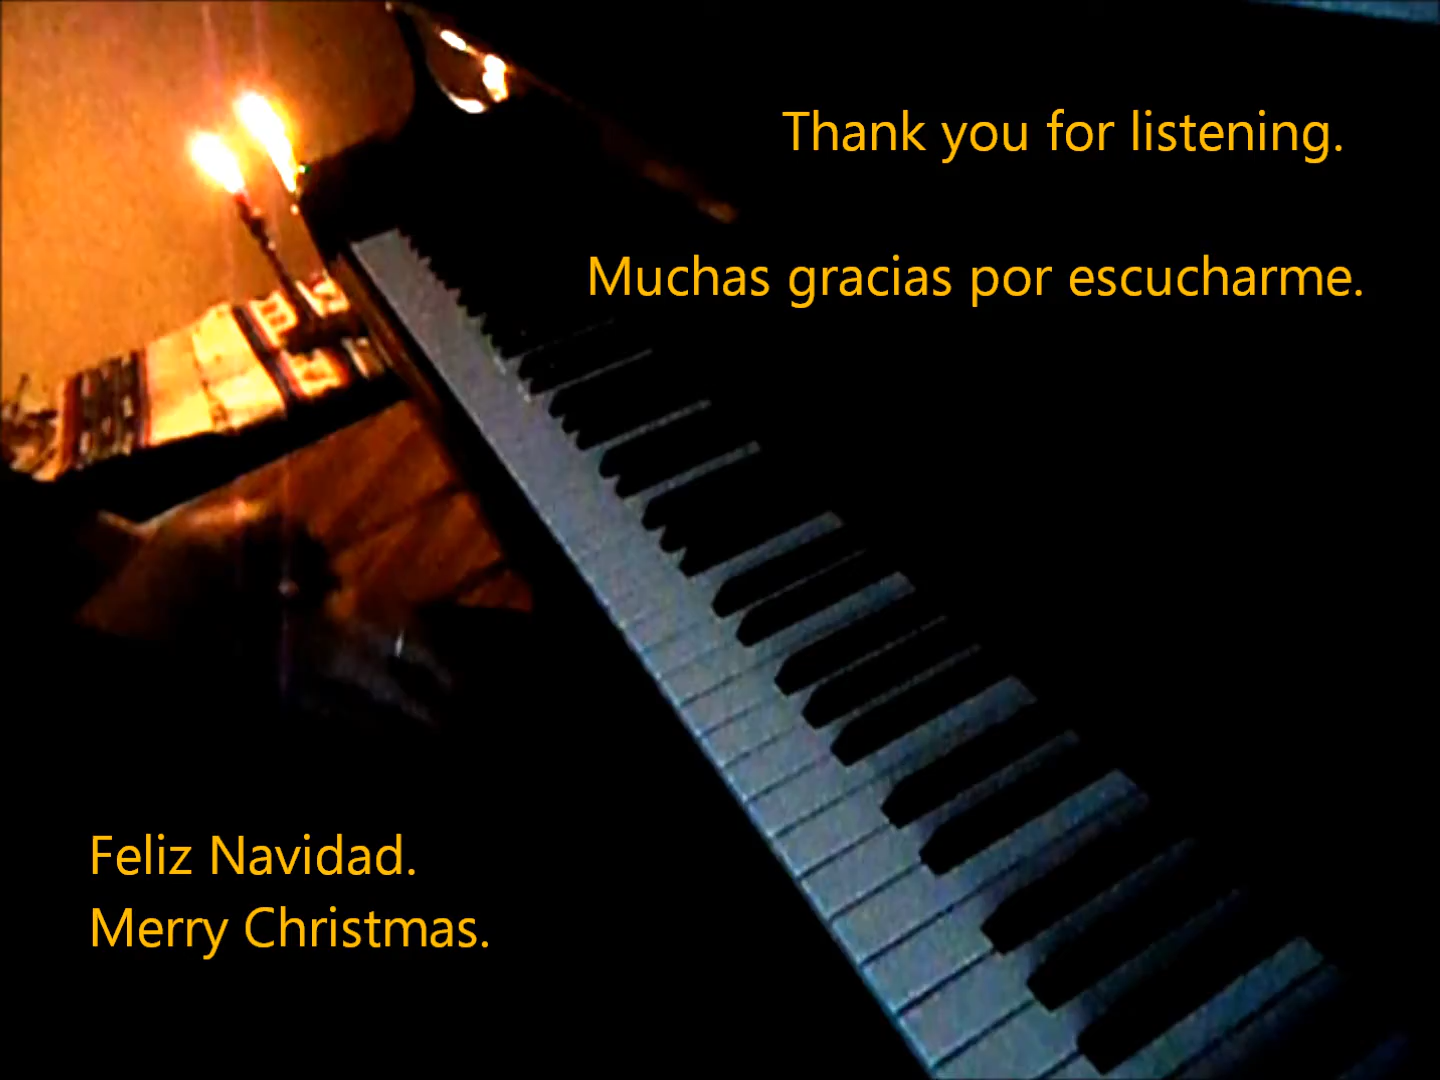 Thank you for listening.
Muchas gracias por escucharme.
Feliz Navidad.
Merry Christmas.